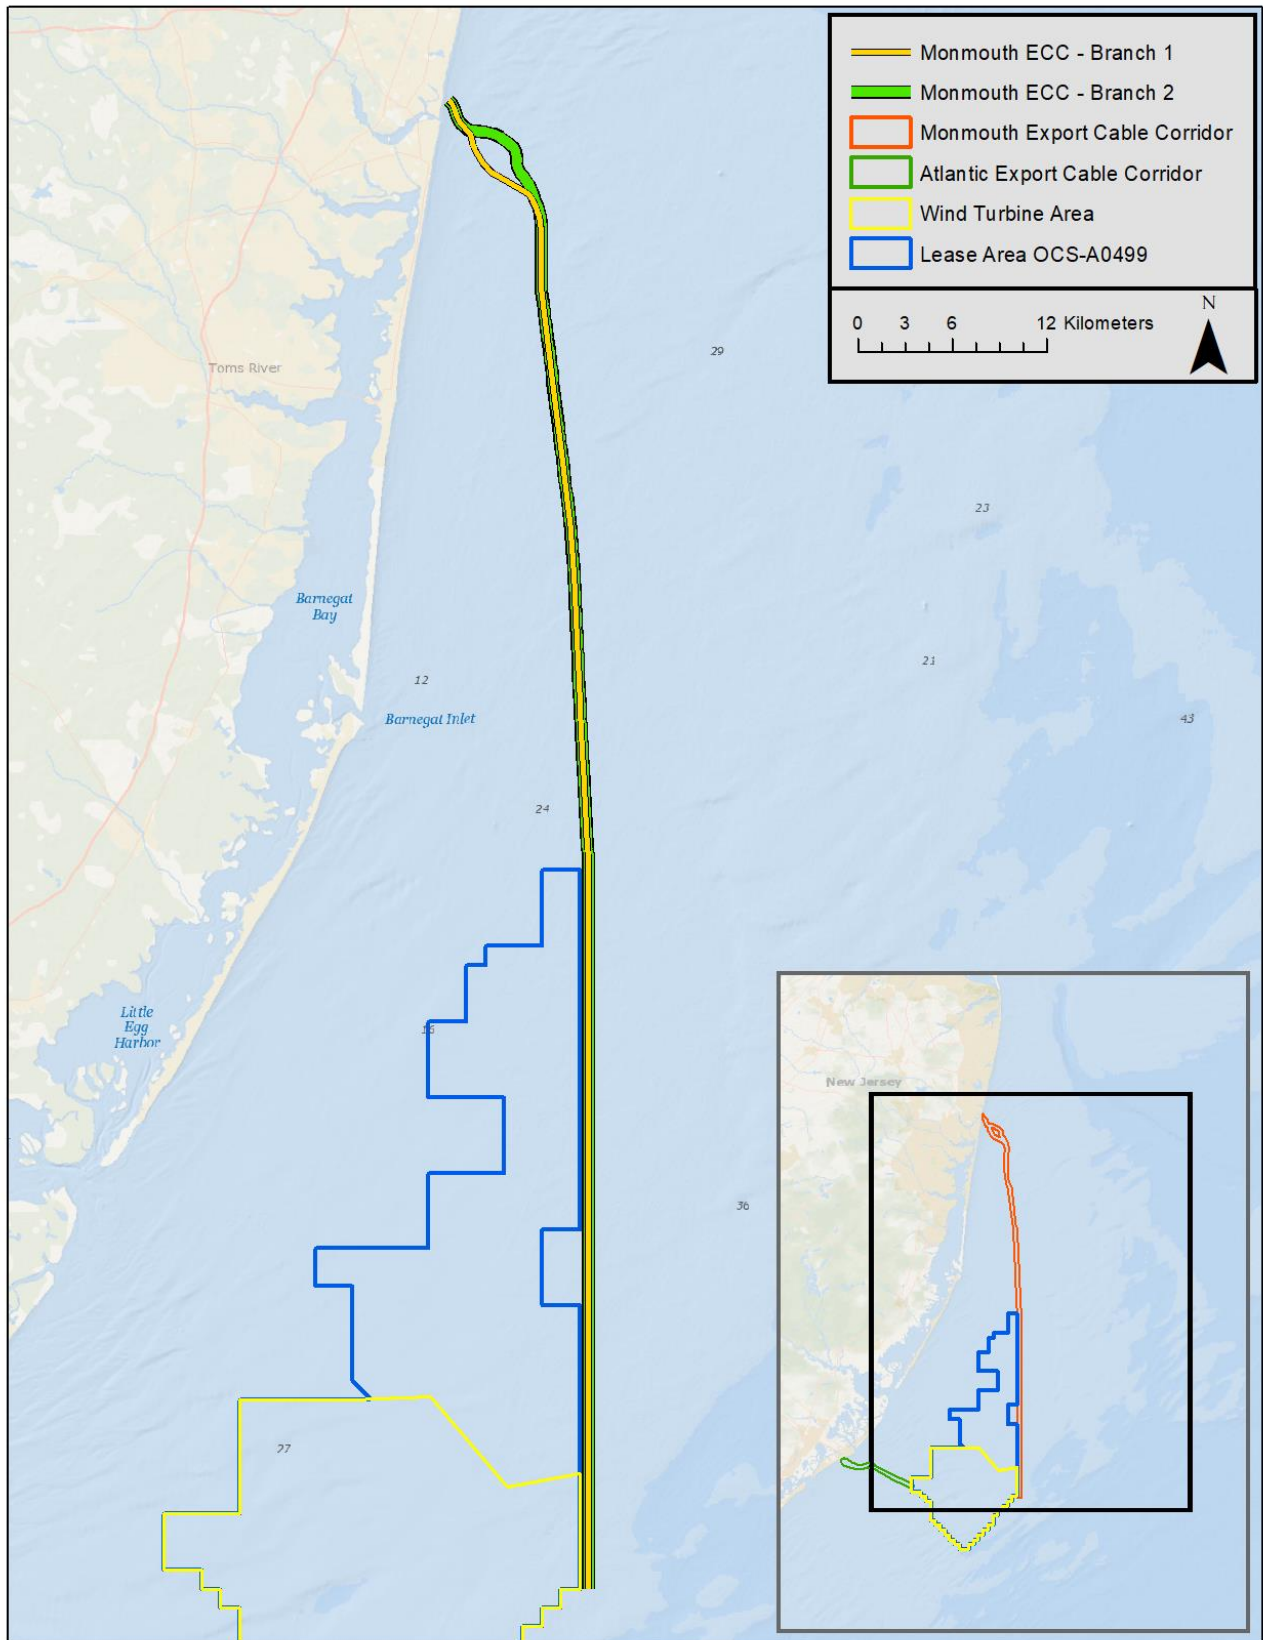 Monmouth ECC - Branch 1
Monmouth ECC - Branch 2
Monmouth Export Cable Corridor
Atlantic Export Cable Corridor
Wind Turbine Area
Lease Area OCS-A0499
0 3 6 12 Kilometers
N
29
Toms River
23
Barnegat
Bay
21
12
Barnegat Inlet
43
24
Little
Egg
Harbor
16
New Jersey
36
27